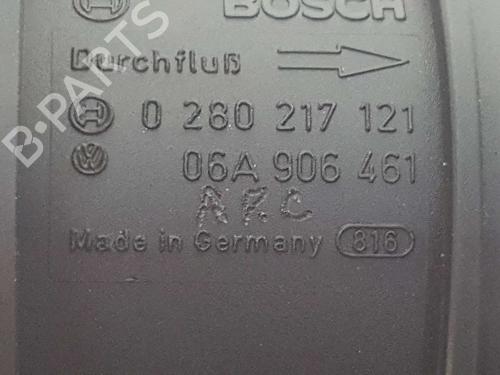 BOSCH
Durchfluß
0 280 217 121
06A 906 461
Made in Germany 816
B-PARTS